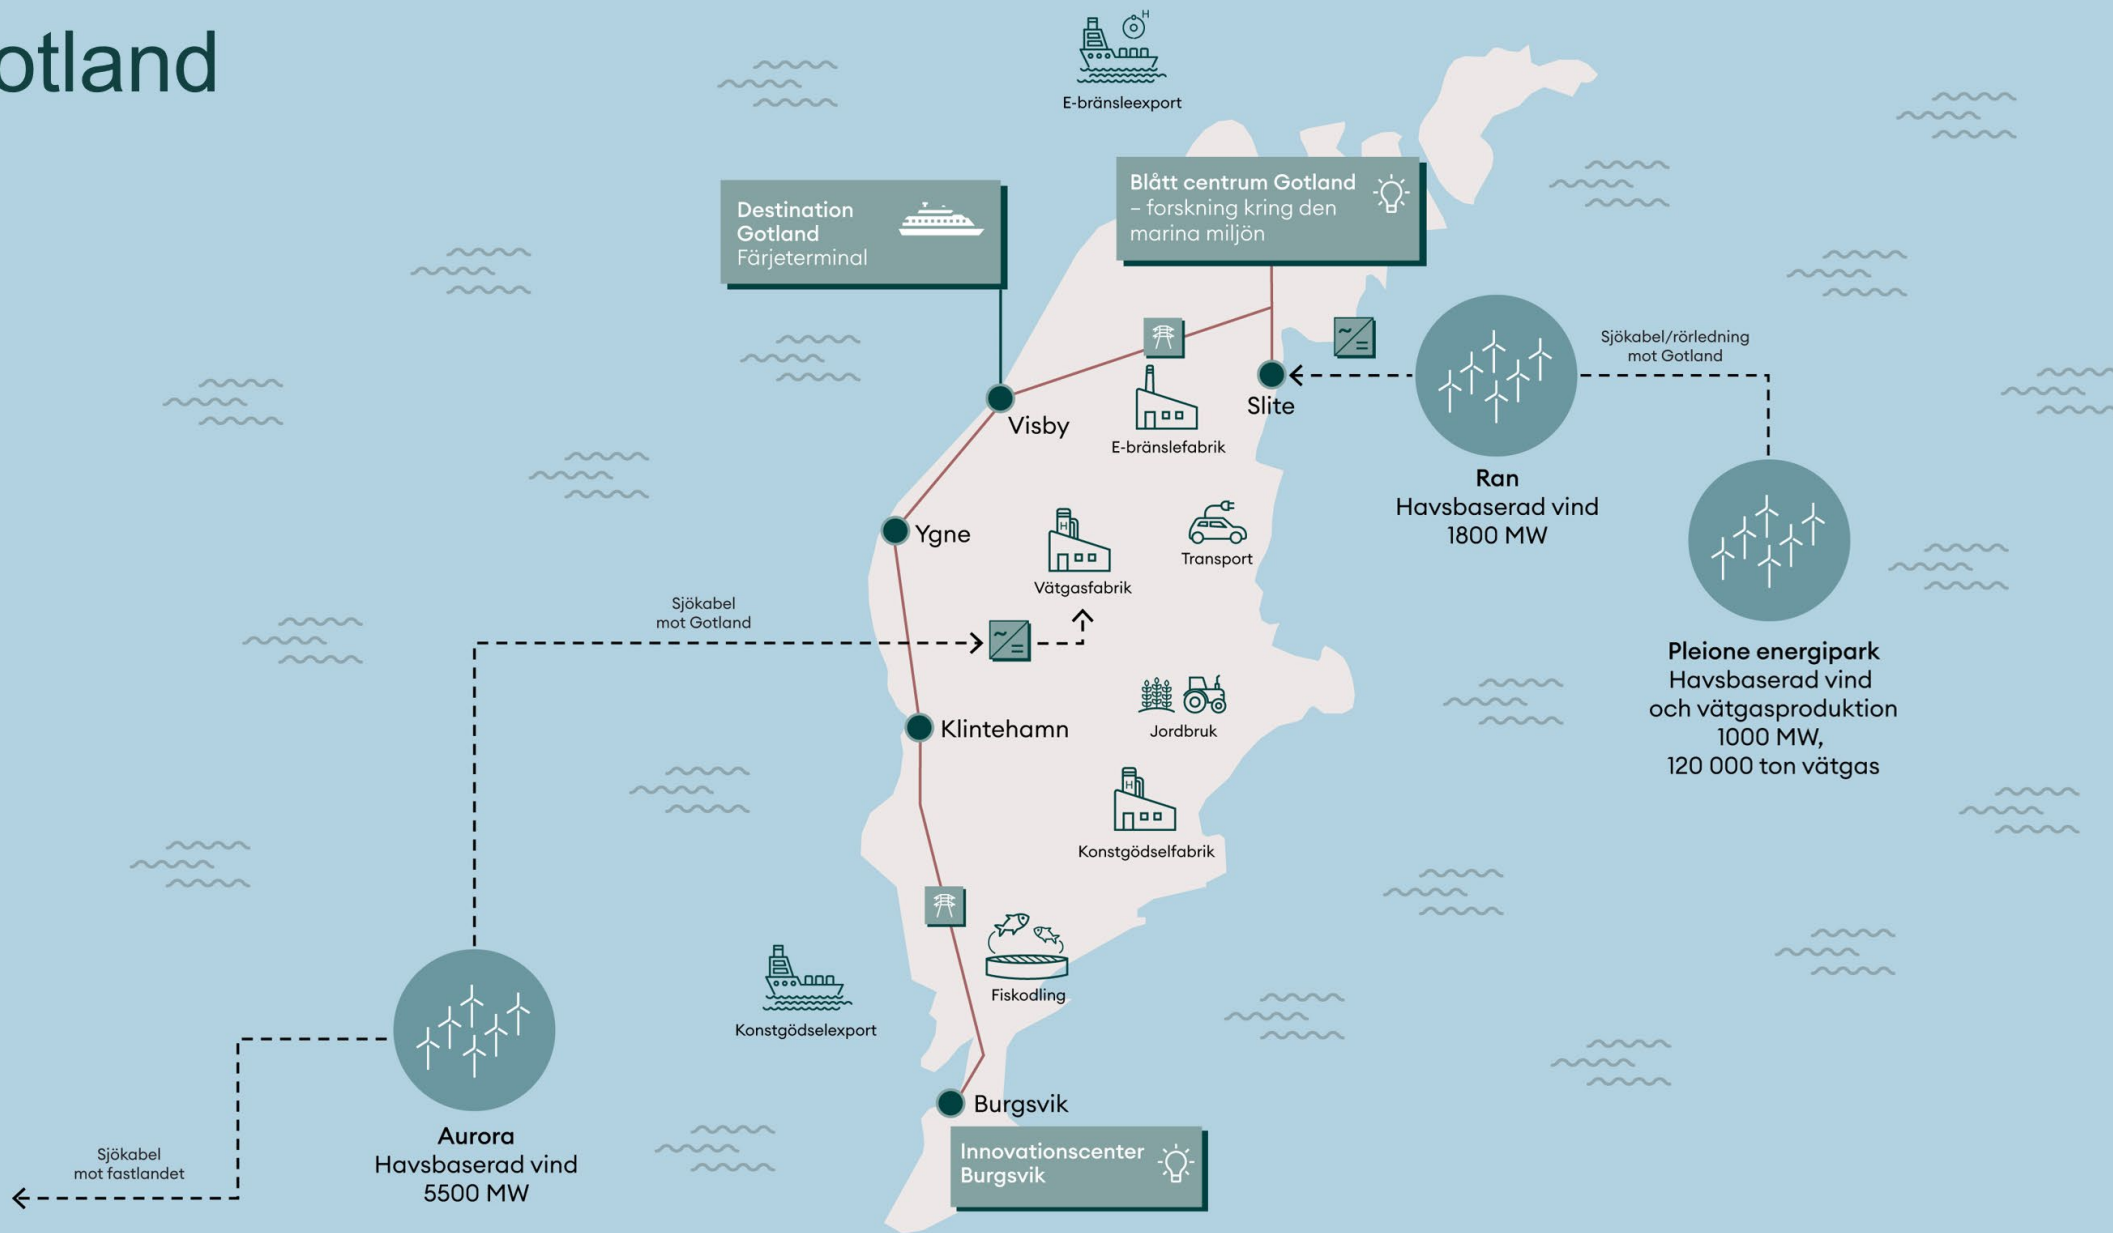 otland
H
E-bränsleexport
Destination
Gotland
Färjeterminal
Blått centrum Gotland
– forskning kring den
marina miljön
Sjökabel/rörledning
mot Gotland
Slite
Visby
E-bränslefabrik
Ran
Havsbaserad vind
1800 MW
Ygne
H
Vätgasfabrik
Transport
Sjökabel
mot Gotland
Pleione energipark
Havsbaserad vind
och vätgasproduktion
1000 MW,
120 000 ton vätgas
Klintehamn
Jordbruk
H
Konstgödselfabrik
Fiskodling
Konstgödselexport
Burgsvik
Innovationscenter
Burgsvik
Aurora
Havsbaserad vind
5500 MW
Sjökabel
mot fastlandet